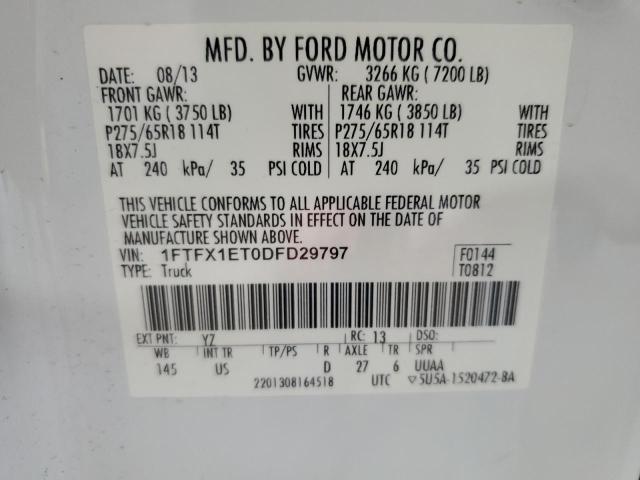 MFD. BY FORD MOTOR CO.
DATE: 08/13 GVWR: 3266 KG ( 7200 LB)
FRONT GAWR: REAR GAWR:
1701 KG ( 3750 LB) WITH 1746 KG ( 3850 LB) WITH
P275/65R18 114T TIRES P275/65R18 114T TIRES
18X7.5J RIMS 18X7.5J RIMS
AT 240 kPa/ 35 PSI COLD AT 240 kPa/ 35 PSI COLD
THIS VEHICLE CONFORMS TO ALL APPLICABLE FEDERAL MOTOR
VEHICLE SAFETY STANDARDS IN EFFECT ON THE DATE OF
MANUFACTURE SHOWN ABOVE.
VIN: 1FTFX1ET0DFD29797 F0144
TYPE: Truck T0812
EXT PNT: YZ RC: 13 DSO:
WB INT TR TP/PS R AXLE TR SPR
145 US D 27 6 UUAA
2201308164518 UTC ▽5U5A-1520472-BA